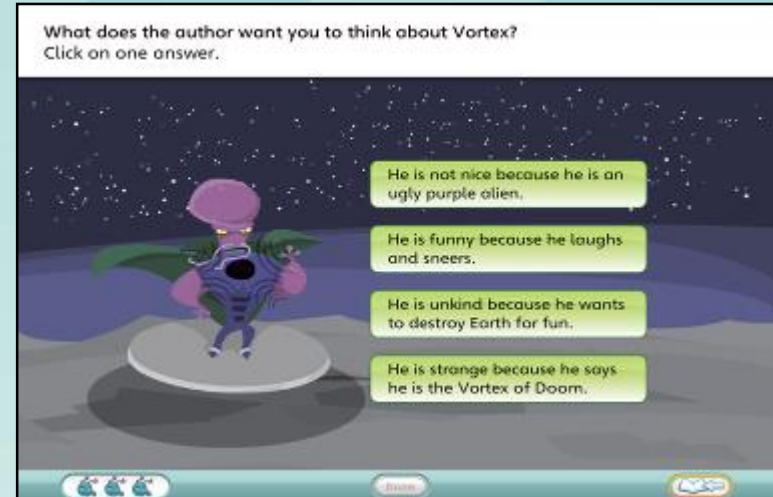 What does the author want you to think about Vortex?
Click on one answer.
He is not nice because he is an
ugly purple alien.
He is funny because he laughs
and sneers.
He is unkind because he wants
to destroy Earth for fun.
He is strange because he says
he is the Vortex of Doom.